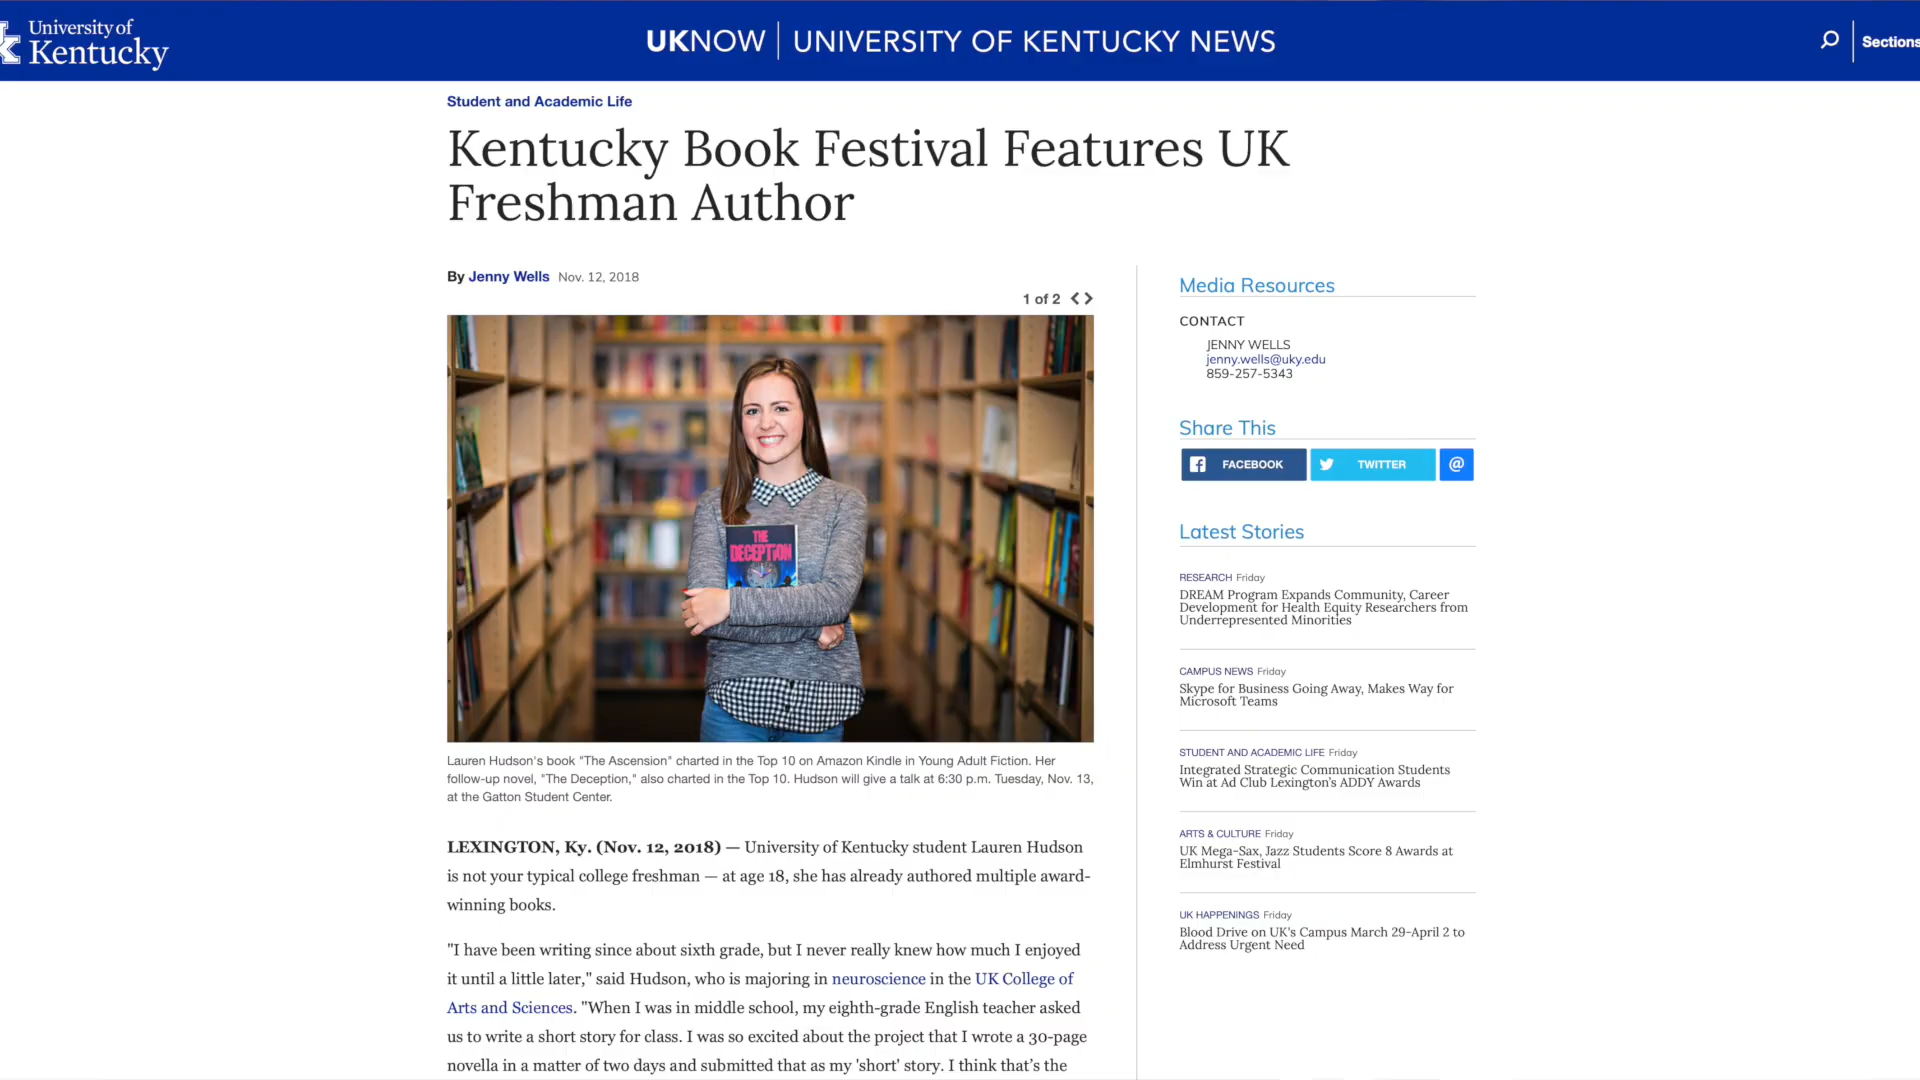 University of
Kentucky
UKNOW | UNIVERSITY OF KENTUCKY NEWS
Sections
Student and Academic Life
Kentucky Book Festival Features UK
Freshman Author
By Jenny Wells Nov. 12, 2018
1 of 2
THE
DECEPTION
Lauren Hudson's book "The Ascension" charted in the Top 10 on Amazon Kindle in Young Adult Fiction. Her
follow-up novel, "The Deception," also charted in the Top 10. Hudson will give a talk at 6:30 p.m. Tuesday, Nov. 13,
at the Gatton Student Center.
LEXINGTON, Ky. (Nov. 12, 2018) — University of Kentucky student Lauren Hudson
is not your typical college freshman — at age 18, she has already authored multiple award-
winning books.
"I have been writing since about sixth grade, but I never really knew how much I enjoyed
it until a little later," said Hudson, who is majoring in neuroscience in the UK College of
Arts and Sciences. "When I was in middle school, my eighth-grade English teacher asked
us to write a short story for class. I was so excited about the project that I wrote a 30-page
novella in a matter of two days and submitted that as my 'short' story. I think that's the
Media Resources
CONTACT
JENNY WELLS
jenny.wells@uky.edu
859-257-5343
Share This
FACEBOOK
TWITTER
@
Latest Stories
RESEARCH Friday
DREAM Program Expands Community, Career
Development for Health Equity Researchers from
Underrepresented Minorities
CAMPUS NEWS Friday
Skype for Business Going Away, Makes Way for
Microsoft Teams
STUDENT AND ACADEMIC LIFE Friday
Integrated Strategic Communication Students
Win at Ad Club Lexington's ADDY Awards
ARTS & CULTURE Friday
UK Mega-Sax, Jazz Students Score 8 Awards at
Elmhurst Festival
UK HAPPENINGS Friday
Blood Drive on UK's Campus March 29-April 2 to
Address Urgent Need